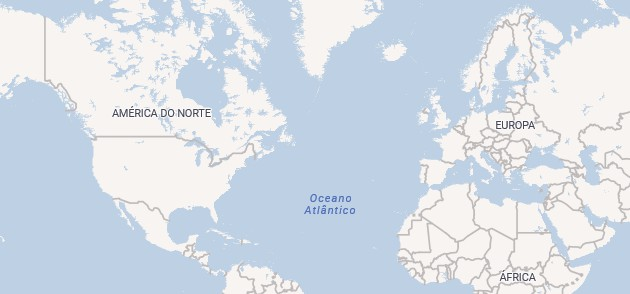 AMÉRICA DO NORTE
EUROPA
Oceano
Atlântico
ÁFRICA